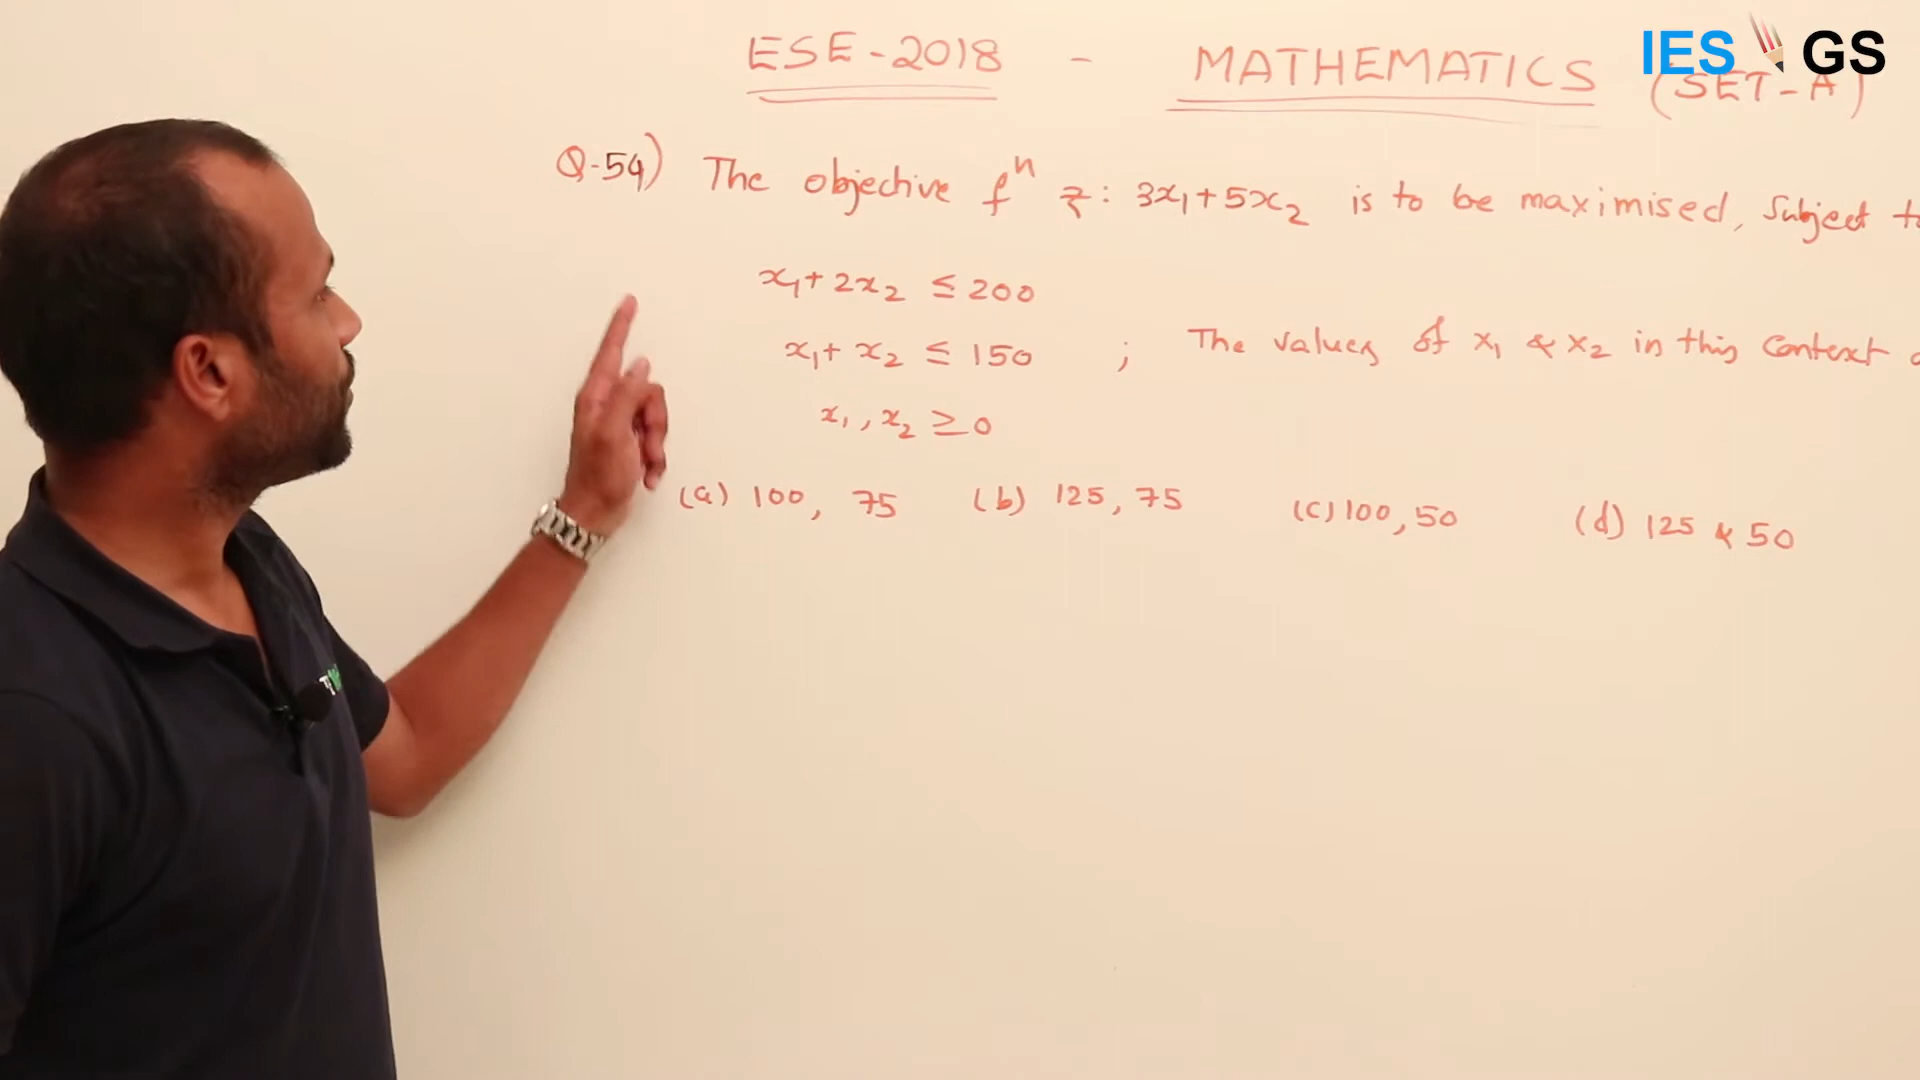 ESE-2018 - MATHEMATICS (SET-A)
IES GS
Q-54) The objective fⁿ z: 3x₁+5x₂ is to be maximised, Subject to
x₁+2x₂ ≤ 200
x₁+x₂ ≤ 150 ; The values of x₁ & x₂ in this context
x₁,x₂ ≥ 0
(a) 100, 75 (b) 125, 75 (c) 100, 50 (d) 125 & 50